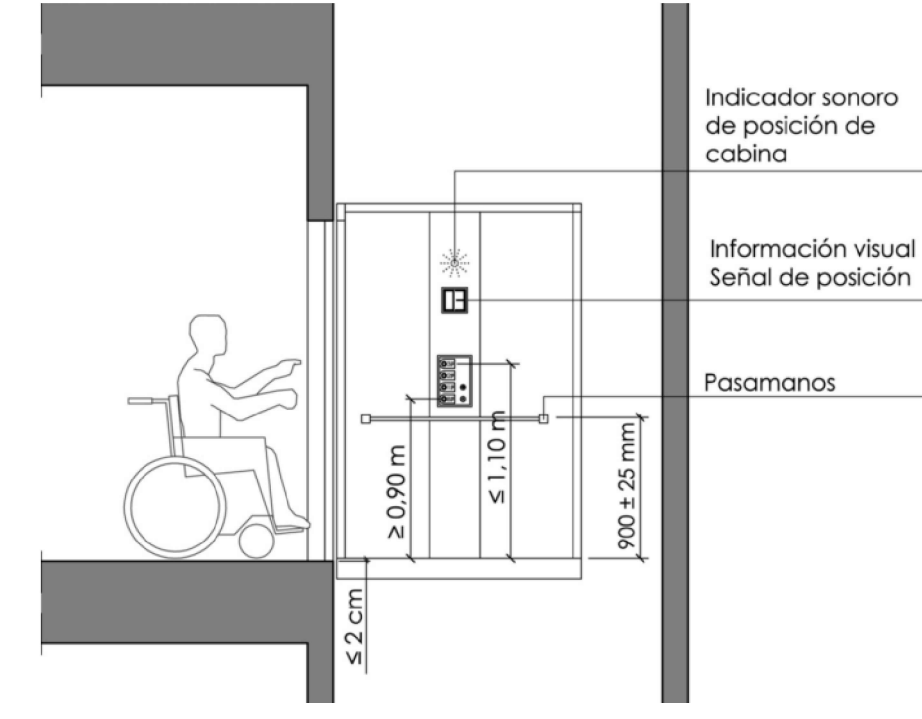 Indicador sonoro
de posición de
cabina
Información visual
Señal de posición
Pasamanos
≥ 0,90 m
≤ 1,10 m
900 ± 25 mm
≤ 2 cm